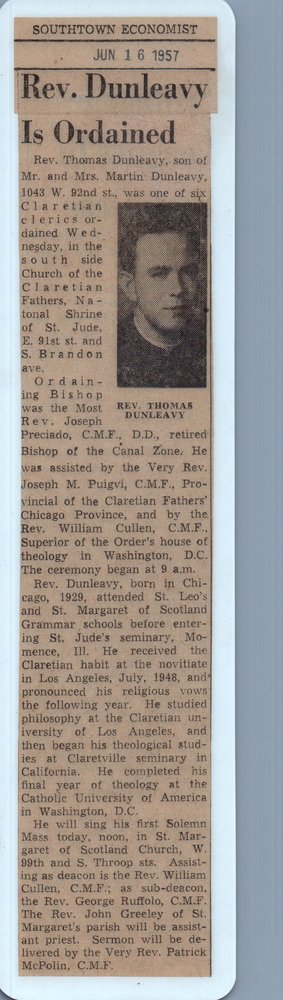 SOUTHTOWN ECONOMIST
JUN 16 1957
Rev. Dunleavy
Is Ordained
Rev. Thomas Dunleavy, son of
Mr. and Mrs. Martin Dunleavy,
1043 W. 92nd st., was one of six
Claretian
clerics or-
dained Wed-
nesday, in the
south side
Church of the
Claretian
Fathers, Na-
tonal Shrine
of St. Jude,
E. 91st st. and
S. Brandon
ave.
Ordain-
ing Bishop
was the Most
Rev. Joseph
REV. THOMAS
DUNLEAVY
Preciado, C.M.F., D.D., retired
Bishop of the Canal Zone. He
was assisted by the Very Rev.
Joseph M. Puigvi, C.M.F., Pro-
vincial of the Claretian Fathers'
Chicago Province, and by the
Rev. William Cullen, C.M.F.,
Superior of the Order's house of
theology in Washington, D.C.
The ceremony began at 9 a.m.
Rev. Dunleavy, born in Chi-
cago, 1929, attended St. Leo's
and St. Margaret of Scotland
Grammar schools before enter-
ing St. Jude's seminary, Mo-
mence, Ill. He received the
Claretian habit at the novitiate
in Los Angeles, July, 1948, and
pronounced his religious vows
the following year. He studied
philosophy at the Claretian un-
iversity of Los Angeles, and
then began his theological stud-
ies at Claretville seminary in
California. He completed his
final year of theology at the
Catholic University of America
in Washington, D.C.
He will sing his first Solemn
Mass today, noon, in St. Mar-
garet of Scotland Church, W.
99th and S. Throop sts. Assist-
ing as deacon is the Rev. William
Cullen, C.M.F.; as sub-deacon,
the Rev. George Ruffolo, C.M.F.
The Rev. John Greeley of St.
Margaret's parish will be assist-
ant priest. Sermon will be de-
livered by the Very Rev. Patrick
McPolin, C.M.F.